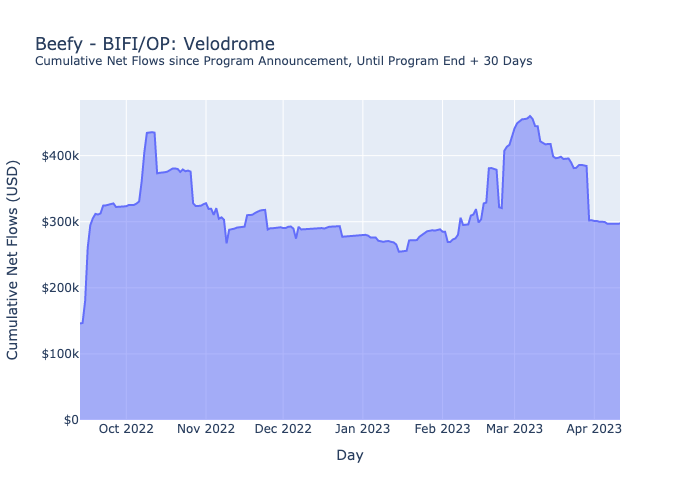 Beefy - BIFI/OP: Velodrome
Cumulative Net Flows since Program Announcement, Until Program End + 30 Days
Cumulative Net Flows (USD)
$400k
$300k
$200k
$100k
$0
Oct 2022 Nov 2022 Dec 2022 Jan 2023 Feb 2023 Mar 2023 Apr 2023
Day